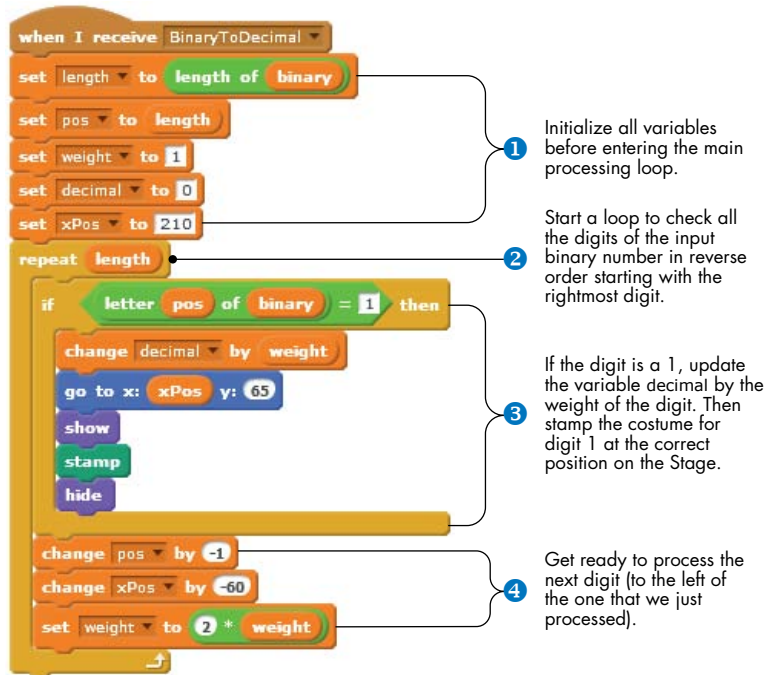 when I receive BinaryToDecimal
set length to length of binary
set pos to length
set weight to 1
set decimal to 0
set xPos to 210
repeat length
if letter pos of binary = 1 then
change decimal by weight
go to x: xPos y: 65
show
stamp
hide
change pos by -1
change xPos by -60
set weight to 2 * weight
1
Initialize all variables
before entering the main
processing loop.
2
Start a loop to check all
the digits of the input
binary number in reverse
order starting with the
rightmost digit.
3
If the digit is a 1, update
the variable decimal by the
weight of the digit. Then
stamp the costume for
digit 1 at the correct
position on the Stage.
4
Get ready to process the
next digit (to the left of
the one that we just
processed).